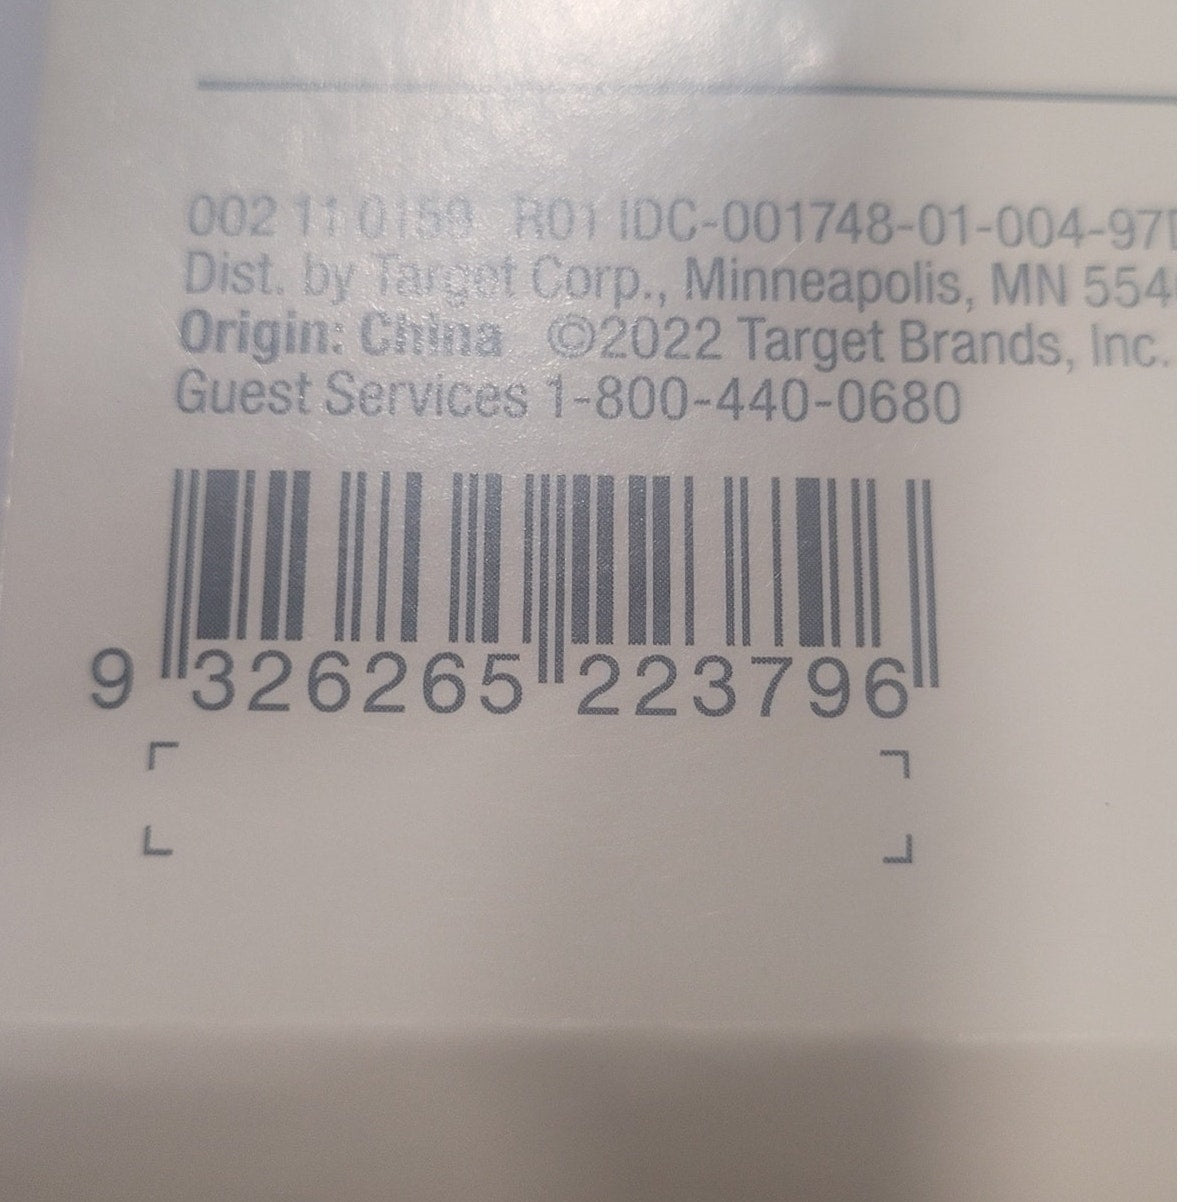 002 11 0159 R01 IDC-001748-01-004-97
Dist. by Target Corp., Minneapolis, MN 554
Origin: China ©2022 Target Brands, Inc.
Guest Services 1-800-440-0680
9 326265 223796